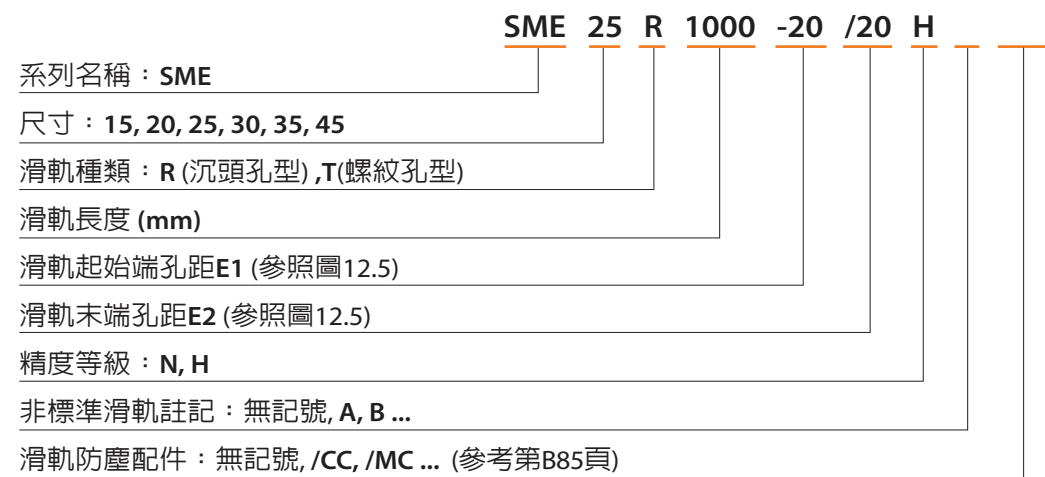 SME 25 R 1000 -20 /20 H
系列名稱：SME
尺寸：15, 20, 25, 30, 35, 45
滑軌種類：R (沉頭孔型) ,T(螺紋孔型)
滑軌長度 (mm)
滑軌起始端孔距E1 (參照圖12.5)
滑軌末端孔距E2 (參照圖12.5)
精度等級：N, H
非標準滑軌註記：無記號, A, B ...
滑軌防塵配件：無記號, /CC, /MC ... (參考第B85頁)